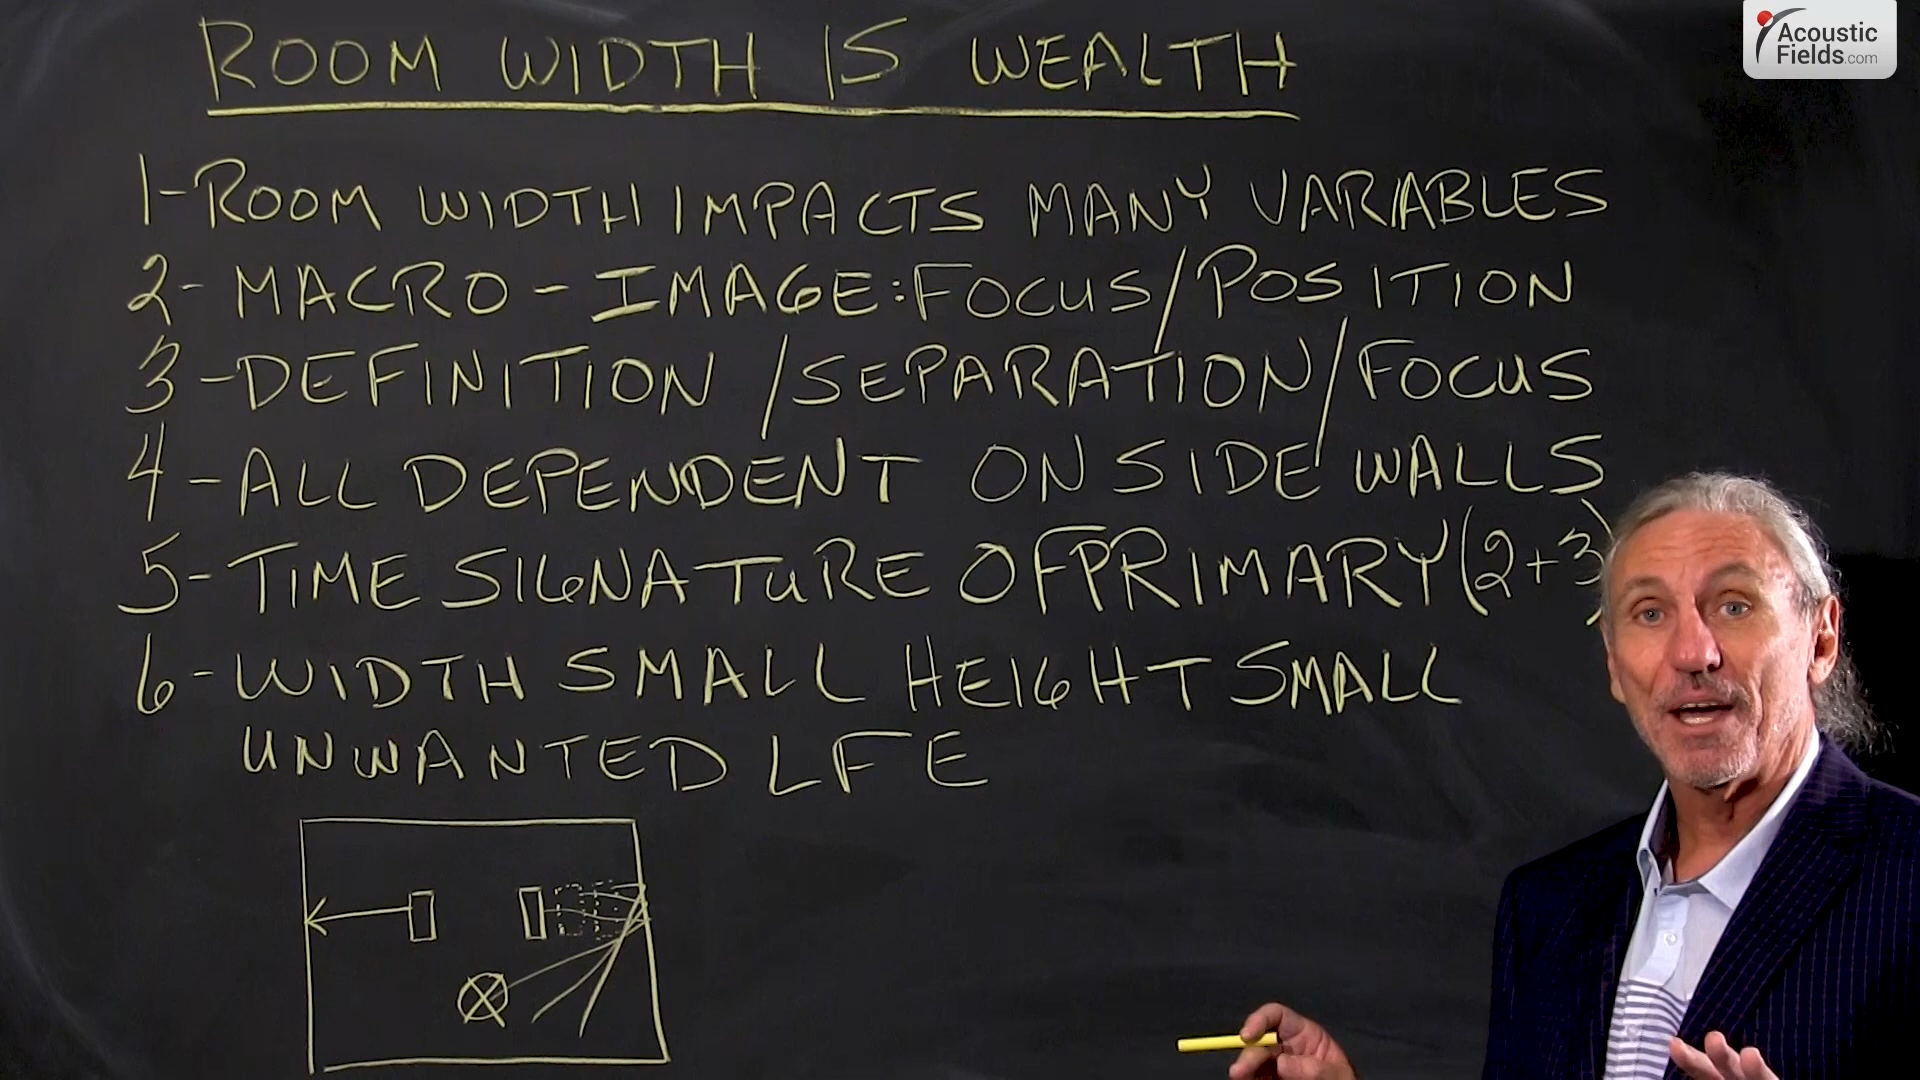 Acoustic
Fields.com
ROOM WIDTH IS WEALTH
1-ROOM WIDTH IMPACTS MANY VARIABLES
2- MACRO - IMAGE: FOCUS/POSITION
3-DEFINITION /SEPARATION/FOCUS
4-ALL DEPENDENT ON SIDE WALLS
5-TIME SIGNATURE OF PRIMARY (2+3)
6-WIDTH SMALL HEIGHT SMALL
UNWANTED LFE